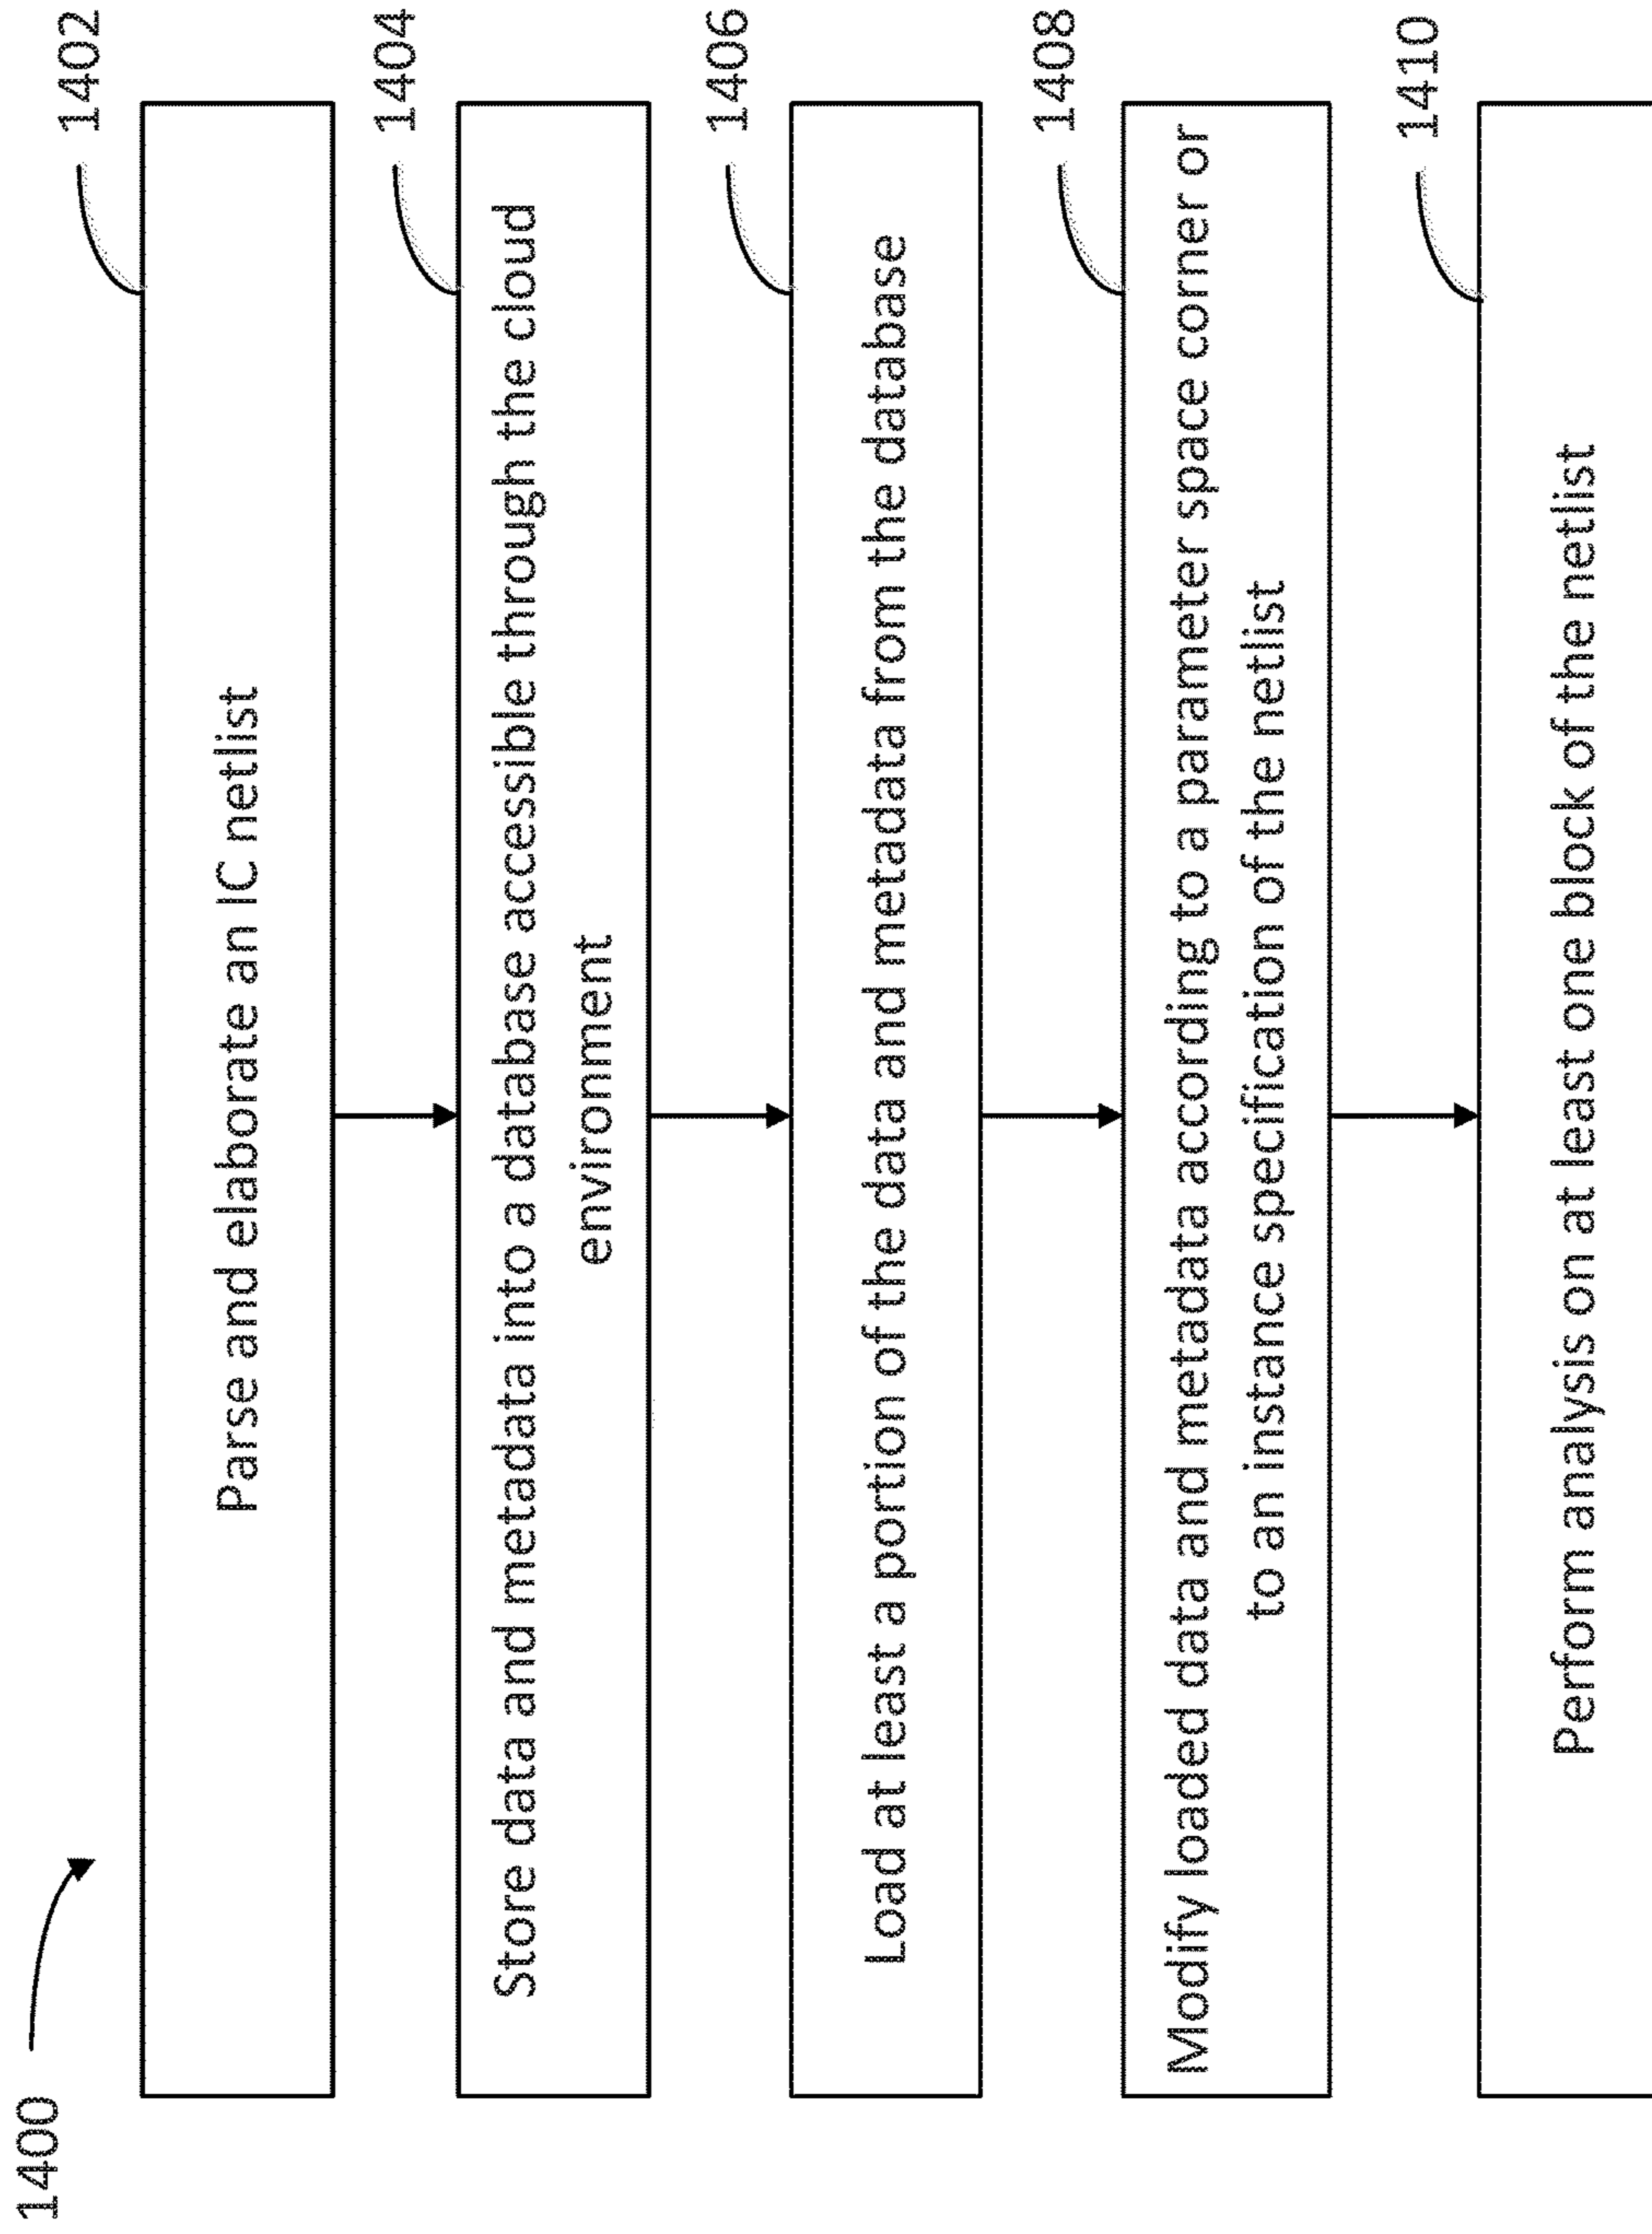 1400
1402
Parse and elaborate an IC netlist
1404
Store data and metadata into a database accessible through the cloud
environment
1406
Load at least a portion of the data and metadata from the database
1408
Modify loaded data and metadata according to a parameter space corner or
to an instance specification of the netlist
1410
Perform analysis on at least one block of the netlist